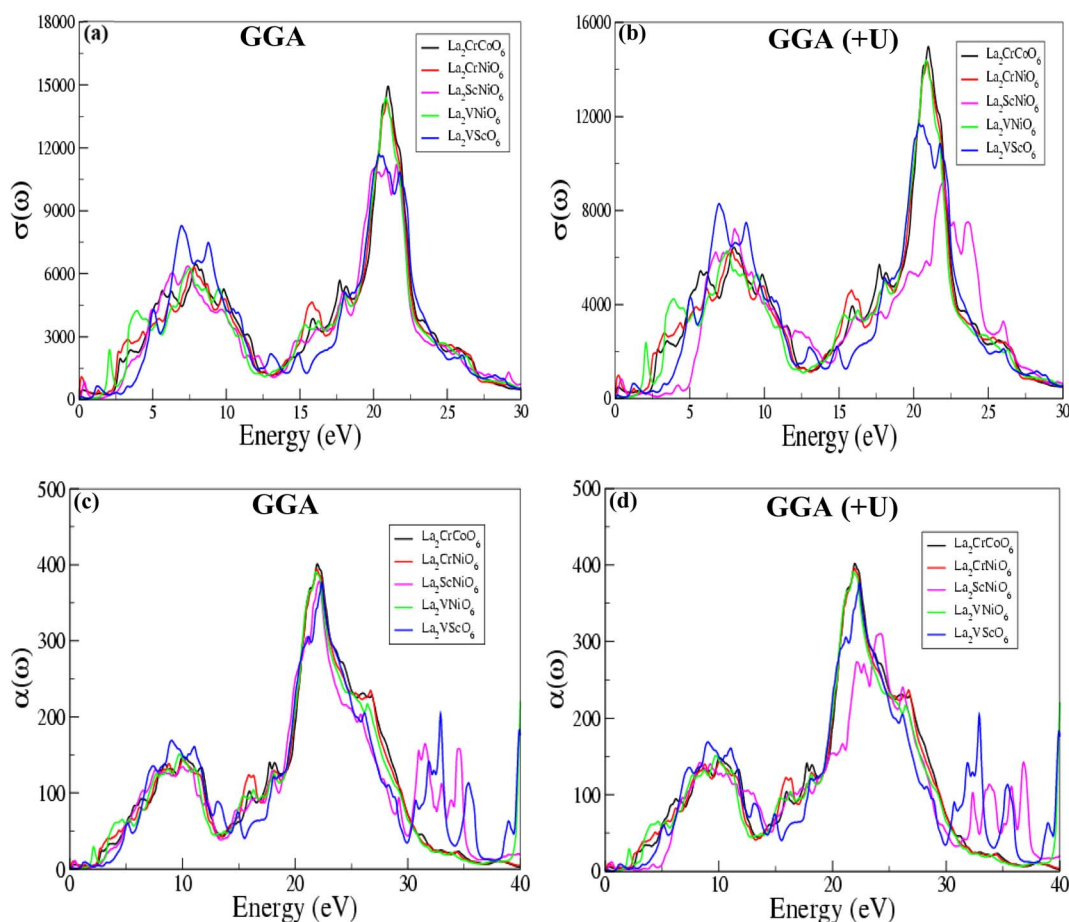 (a)
GGA
18000
15000
12000
9000
6000
3000
0
σ(ω)
La₂CrCoO₆
La₂CrNiO₆
La₂ScNiO₆
La₂VNiO₆
La₂VScO₆
0 5 10 15 20 25 30
Energy (eV)
(b)
GGA (+U)
16000
12000
8000
4000
0
σ(ω)
La₂CrCoO₆
La₂CrNiO₆
La₂ScNiO₆
La₂VNiO₆
La₂VScO₆
0 5 10 15 20 25 30
Energy (eV)
(c)
GGA
500
400
300
200
100
0
α(ω)
La₂CrCoO₆
La₂CrNiO₆
La₂ScNiO₆
La₂VNiO₆
La₂VScO₆
0 10 20 30 40
Energy (eV)
(d)
GGA (+U)
500
400
300
200
100
0
α(ω)
La₂CrCoO₆
La₂CrNiO₆
La₂ScNiO₆
La₂VNiO₆
La₂VScO₆
0 10 20 30 40
Energy (eV)